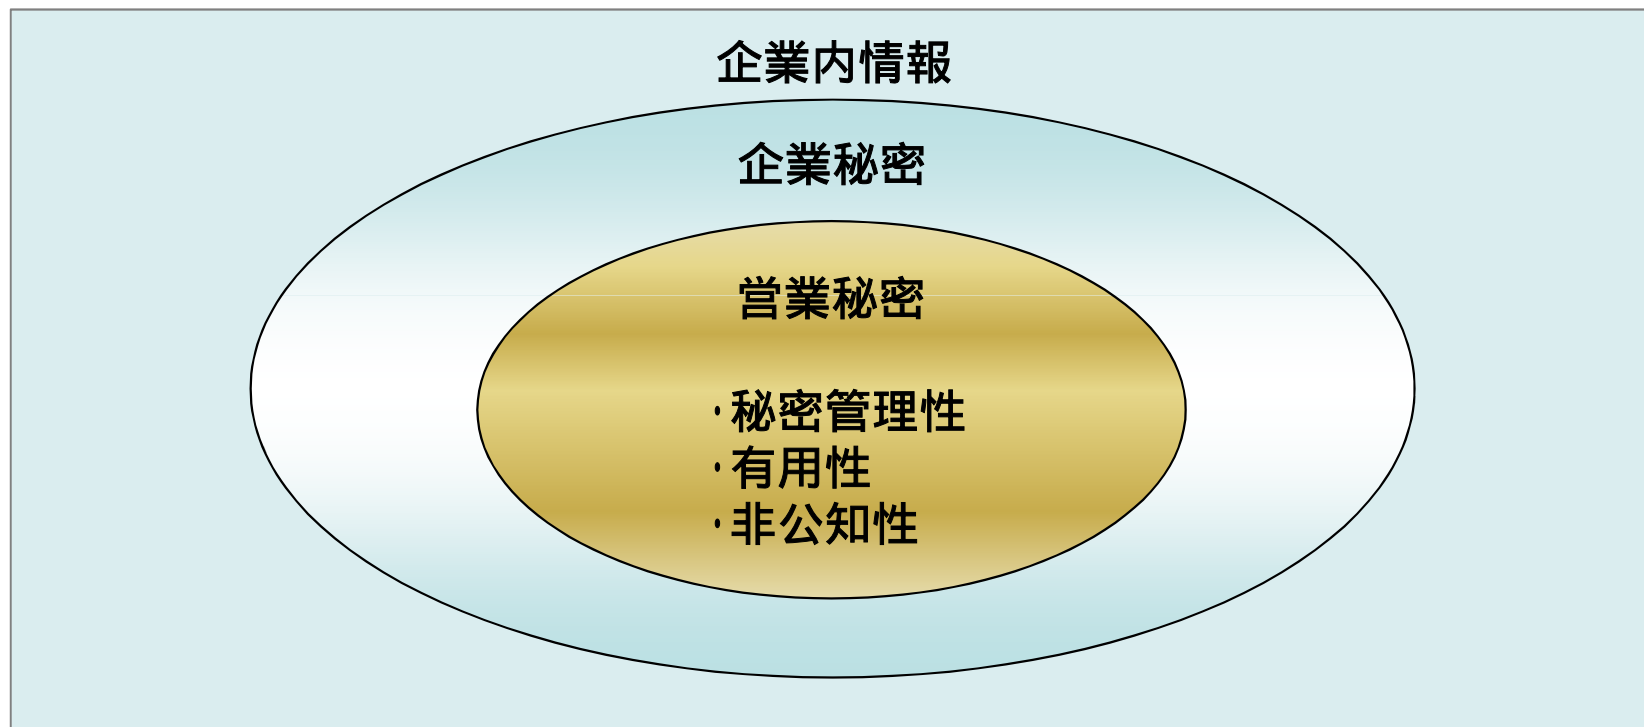 企業内情報
企業秘密
営業秘密
・秘密管理性
・有用性
・非公知性